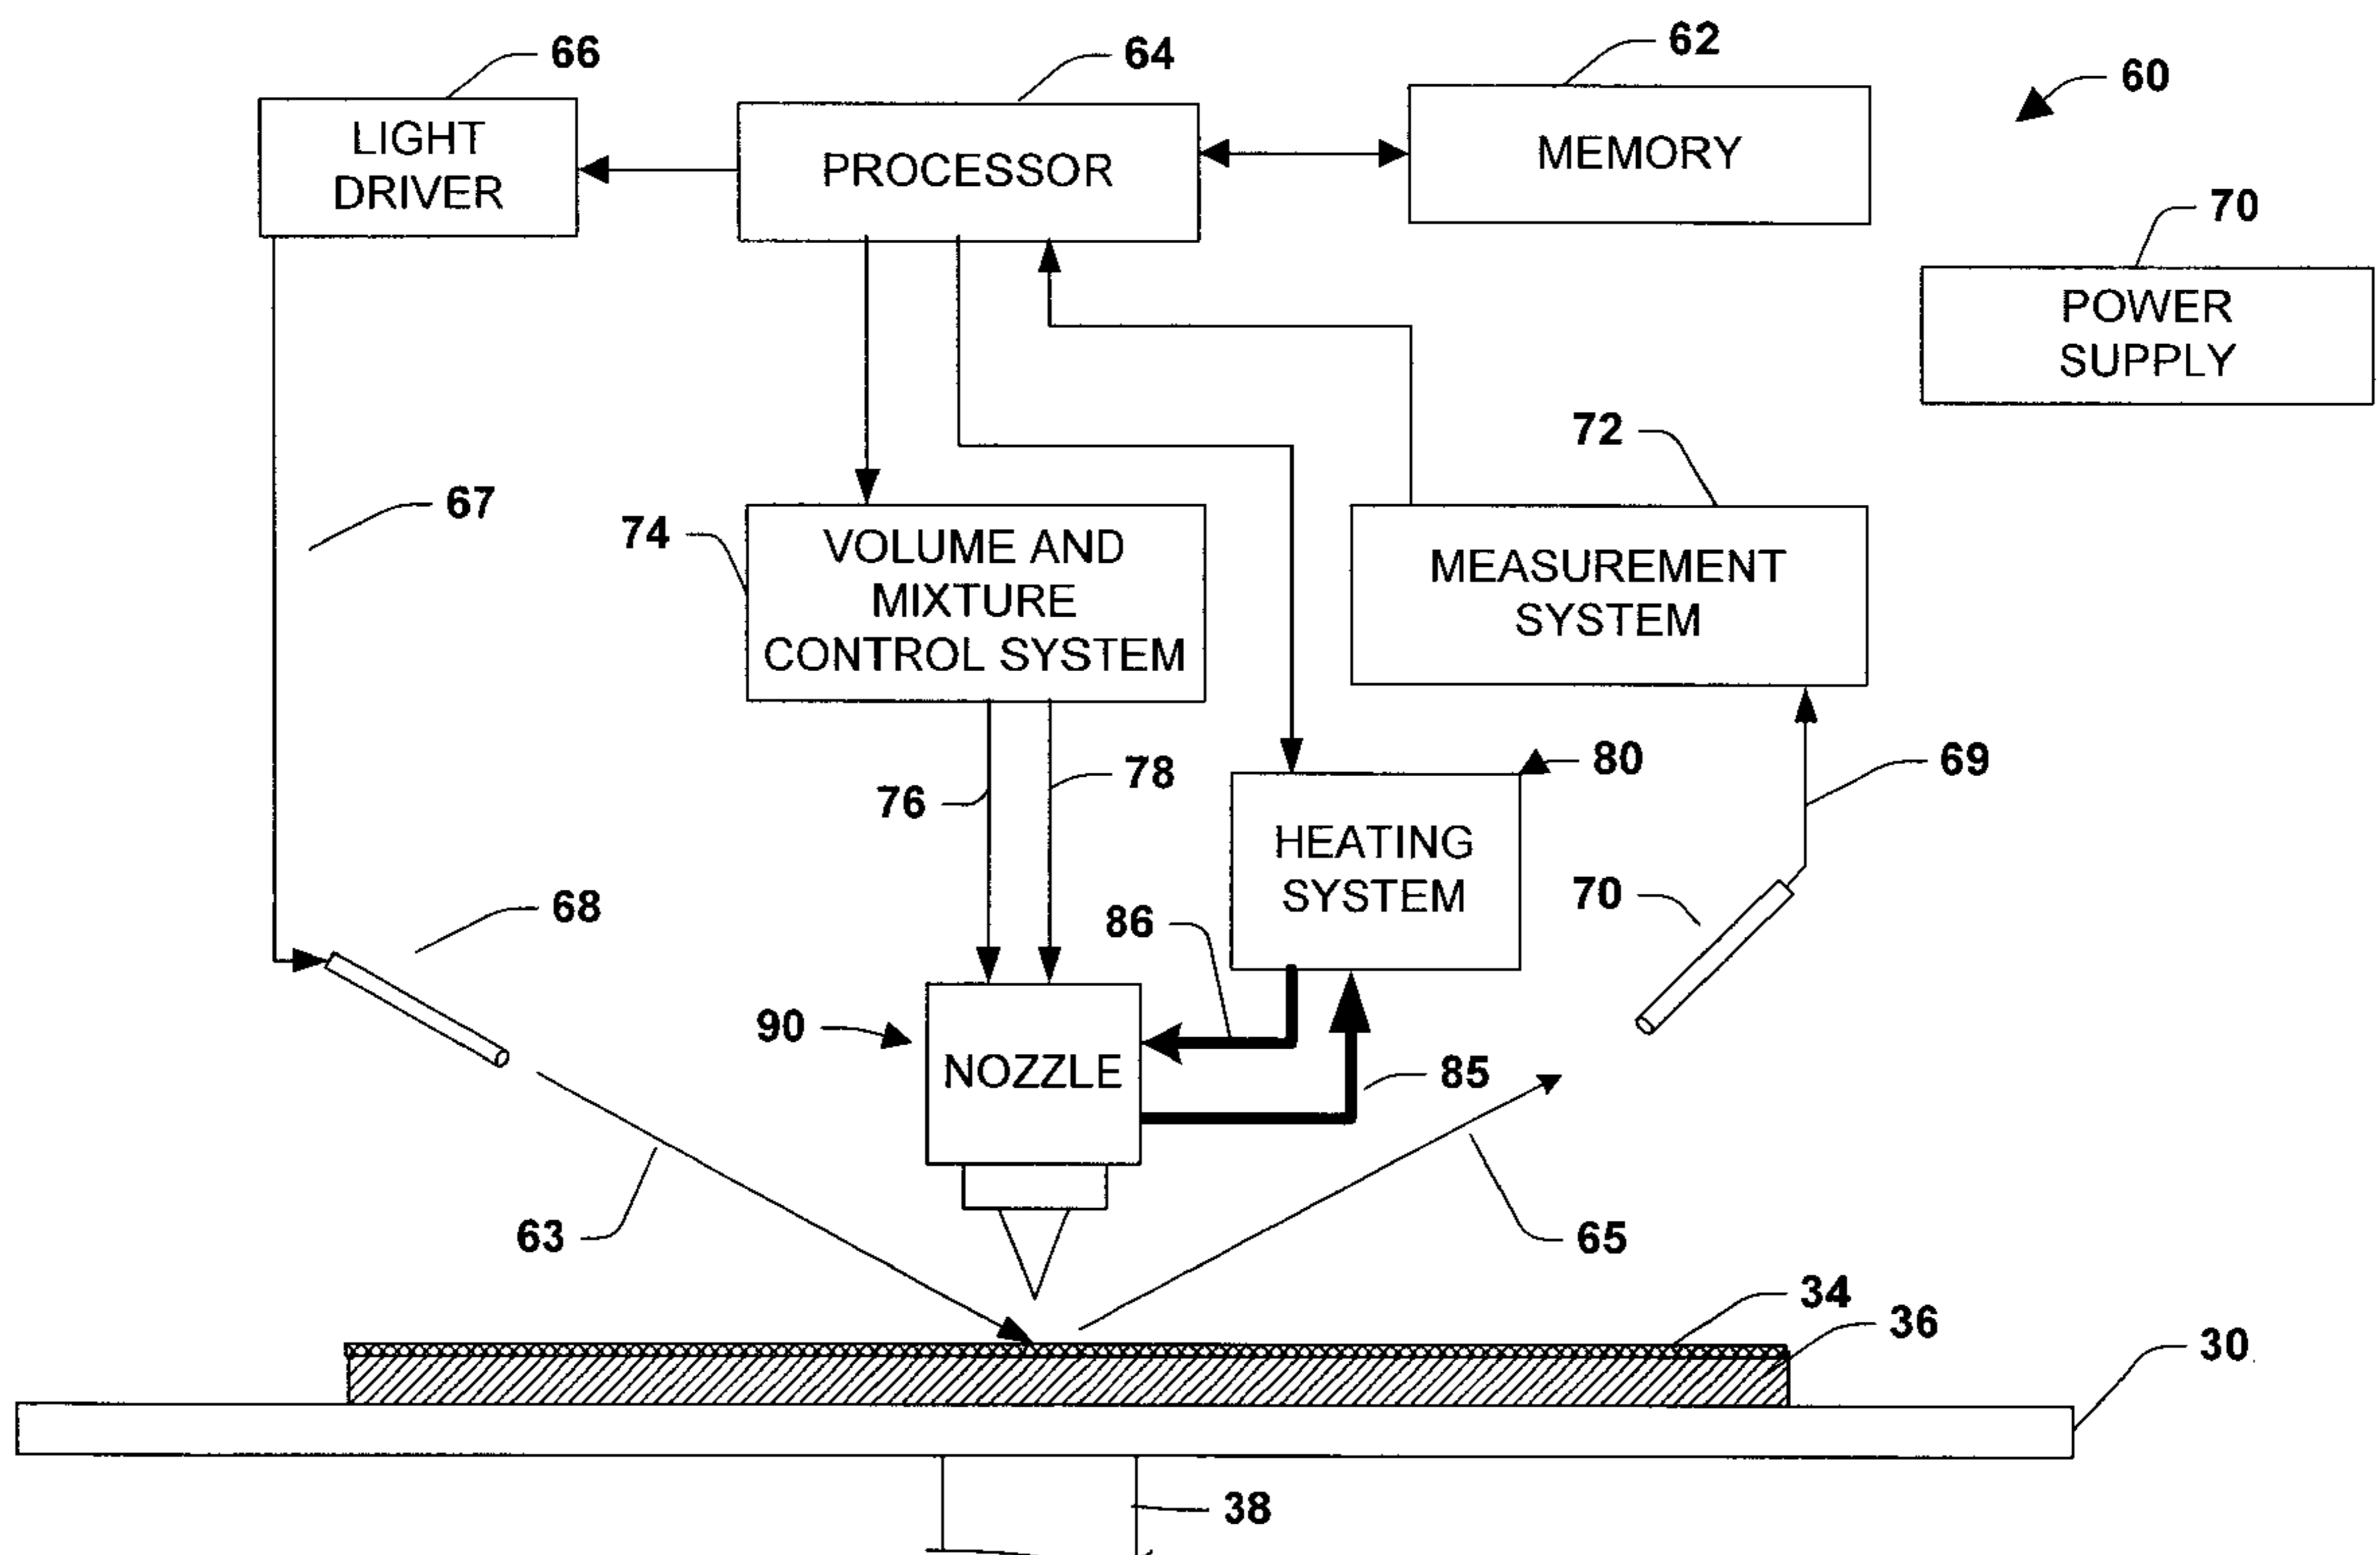 66
64
62
60
LIGHT
DRIVER
PROCESSOR
MEMORY
70
POWER
SUPPLY
72
67
74
VOLUME AND
MIXTURE
CONTROL SYSTEM
MEASUREMENT
SYSTEM
76
78
80
69
HEATING
SYSTEM
68
86
70
90
NOZZLE
85
63
65
34
36
30
38